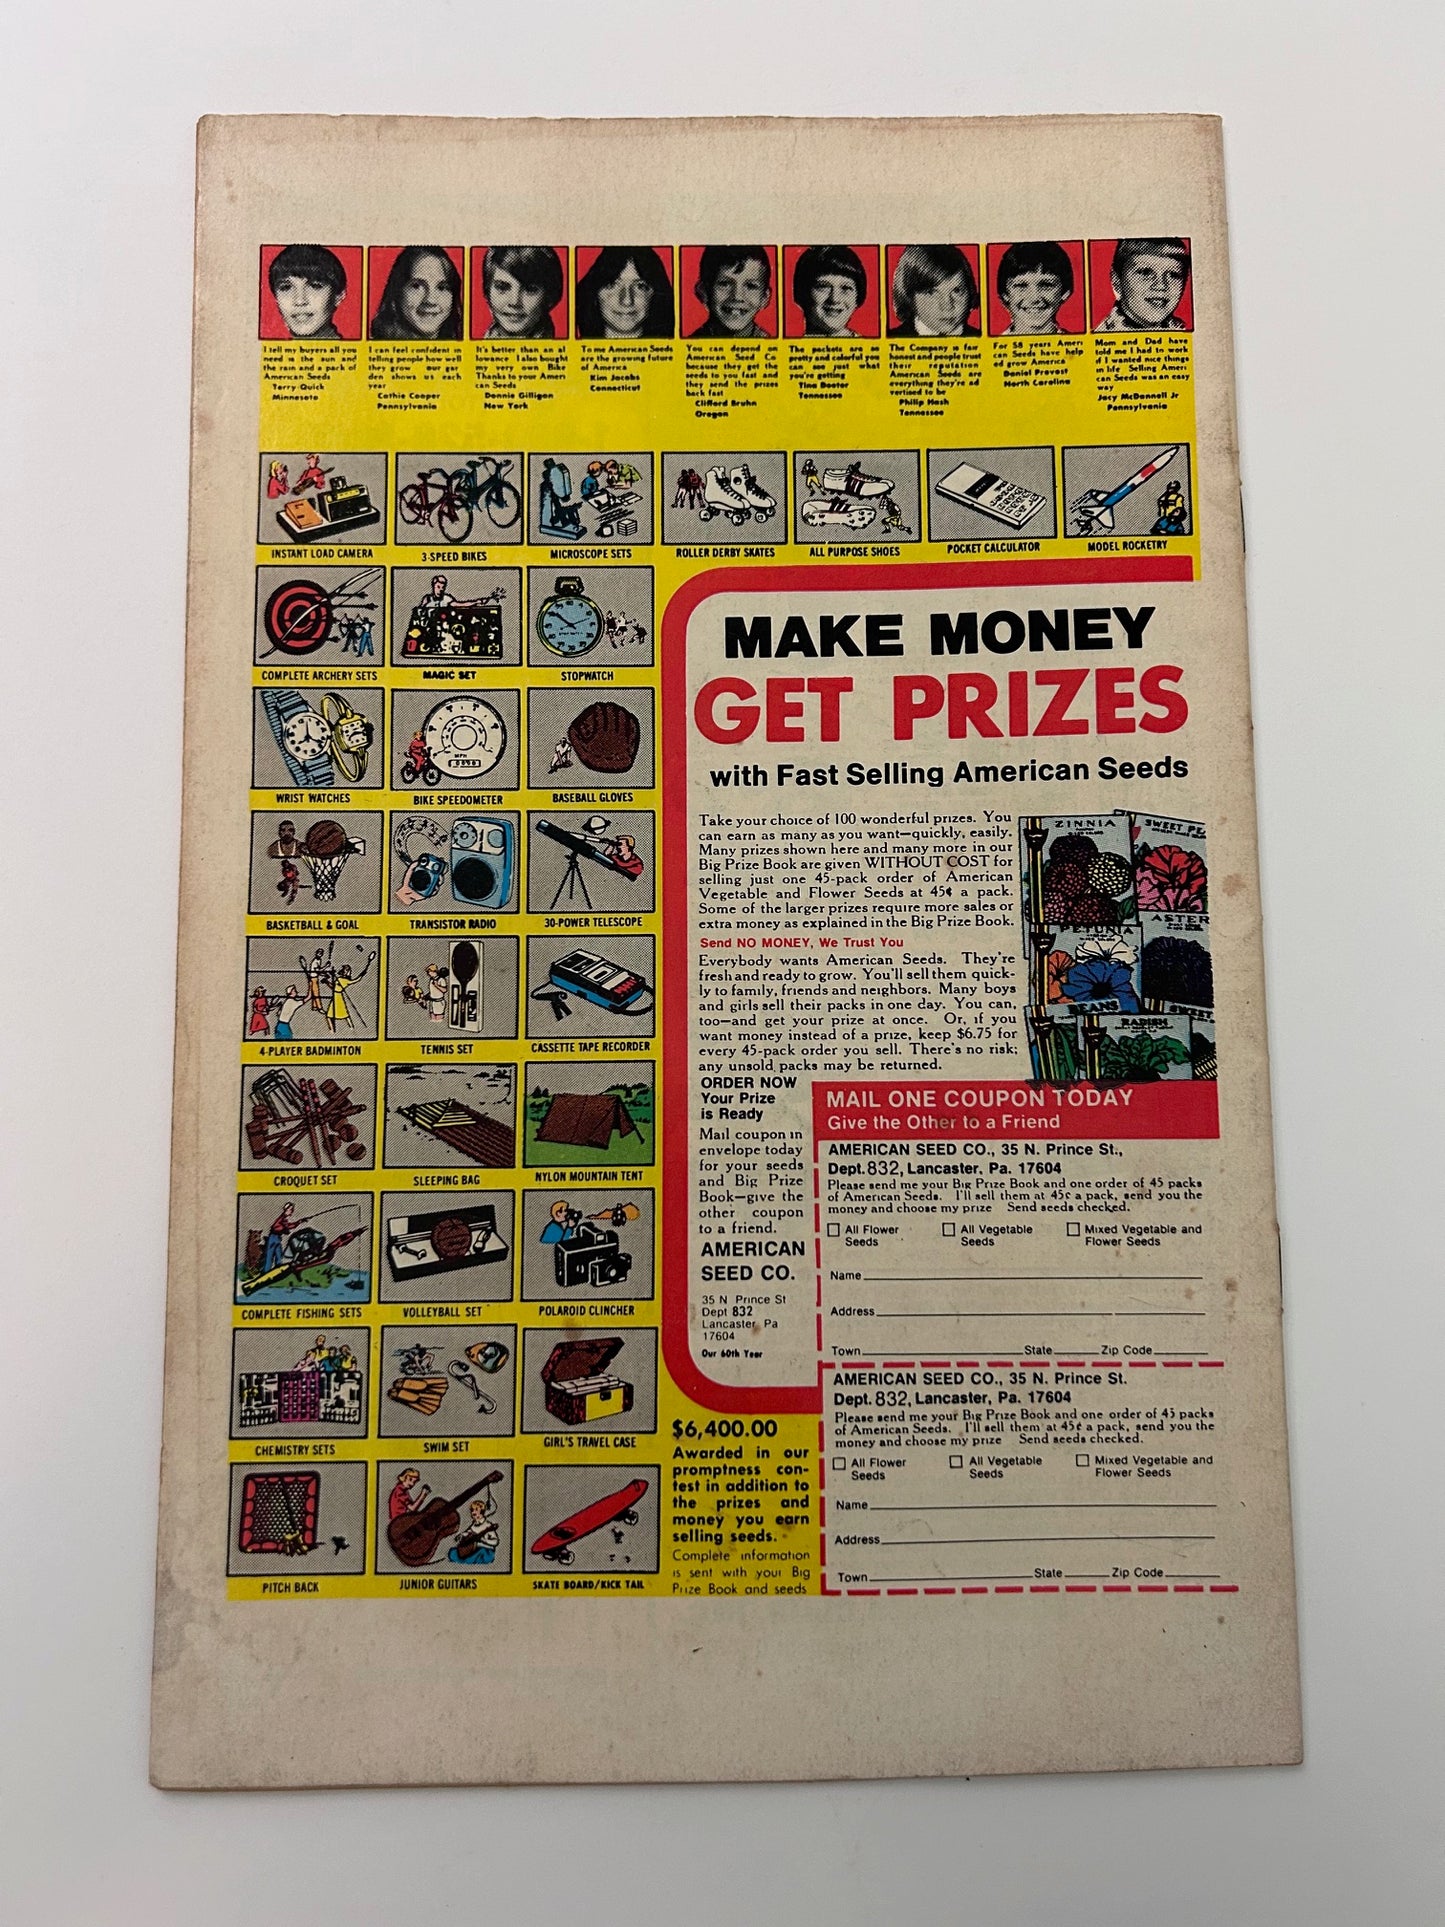 I tell my buyers all you
need is the sun and
the rain and a pack of
American Seeds
Terry Quick
Minnesota
I can feel confident in
telling people how well
they grow our gar
den shows us each
year
Cathie Cooper
Pennsylvania
It's better than an al
lowance I also bought
my very own Bike
Thanks to your Ameri
can Seeds
Donnie Gilligan
New York
To me American Seeds
are the growing future
of America
Kim Jacobs
Connecticut
You can depend on
American Seed Co
because they get the
seeds to you fast and
they send the prizes
back fast
Clifford Bruhn
Oregon
The packets are so
pretty and colorful you
can see just what
you're getting
Tina Doctor
Tennessee
The Company is fair
honest and people trust
their reputation
American Seeds are
everything they're ad
vertised to be
Philip Hash
Tennessee
For 58 years Ameri
can Seeds have help
ed grow America
Daniel Provost
North Carolina
Mom and Dad have
told me I had to work
if I wanted nice things
in life Selling Ameri
can Seeds was an easy
way
Jacy McDonnell Jr
Pennsylvania
INSTANT LOAD CAMERA
3-SPEED BIKES
MICROSCOPE SETS
ROLLER DERBY SKATES
ALL PURPOSE SHOES
POCKET CALCULATOR
MODEL ROCKETRY
COMPLETE ARCHERY SETS
MAGIC SET
STOPWATCH
WRIST WATCHES
BIKE SPEEDOMETER
MPH
BASEBALL GLOVES
BASKETBALL & GOAL
TRANSISTOR RADIO
30-POWER TELESCOPE
4-PLAYER BADMINTON
TENNIS SET
CASSETTE TAPE RECORDER
CROQUET SET
SLEEPING BAG
NYLON MOUNTAIN TENT
COMPLETE FISHING SETS
VOLLEYBALL SET
POLAROID CLINCHER
CHEMISTRY SETS
SWIM SET
GIRL'S TRAVEL CASE
PITCH BACK
JUNIOR GUITARS
SKATE BOARD/KICK TAIL
MAKE MONEY
GET PRIZES
with Fast Selling American Seeds
Take your choice of 100 wonderful prizes. You
can earn as many as you want—quickly, easily.
Many prizes shown here and many more in our
Big Prize Book are given WITHOUT COST for
selling just one 45-pack order of American
Vegetable and Flower Seeds at 45¢ a pack.
Some of the larger prizes require more sales or
extra money as explained in the Big Prize Book.
Send NO MONEY, We Trust You
Everybody wants American Seeds. They're
fresh and ready to grow. You'll sell them quick-
ly to family, friends and neighbors. Many boys
and girls sell their packs in one day. You can,
too—and get your prize at once. Or, if you
want money instead of a prize, keep $6.75 for
every 45-pack order you sell. There's no risk;
any unsold packs may be returned.
ZINNIA
SWEET PE
ASTER
PETUNIA
BEANS
RADISH
SWEET
ORDER NOW
Your Prize
is Ready
Mail coupon in
envelope today
for your seeds
and Big Prize
Book—give the
other coupon
to a friend.
AMERICAN
SEED CO.
35 N Prince St
Dept 832
Lancaster Pa
17604
Our 60th Year
MAIL ONE COUPON TODAY
Give the Other to a Friend
AMERICAN SEED CO., 35 N. Prince St.,
Dept. 832, Lancaster, Pa. 17604
Please send me your Big Prize Book and one order of 45 packs
of American Seeds. I'll sell them at 45¢ a pack, send you the
money and choose my prize Send seeds checked.
All Flower
Seeds
All Vegetable
Seeds
Mixed Vegetable and
Flower Seeds
Name
Address
Town State Zip Code
AMERICAN SEED CO., 35 N. Prince St.
Dept. 832, Lancaster, Pa. 17604
Please send me your Big Prize Book and one order of 45 packs
of American Seeds. I'll sell them at 45¢ a pack, send you the
money and choose my prize Send seeds checked.
All Flower
Seeds
All Vegetable
Seeds
Mixed Vegetable and
Flower Seeds
Name
Address
Town State Zip Code
$6,400.00
Awarded in our
promptness con-
test in addition to
the prizes and
money you earn
selling seeds.
Complete information
is sent with your Big
Prize Book and seeds